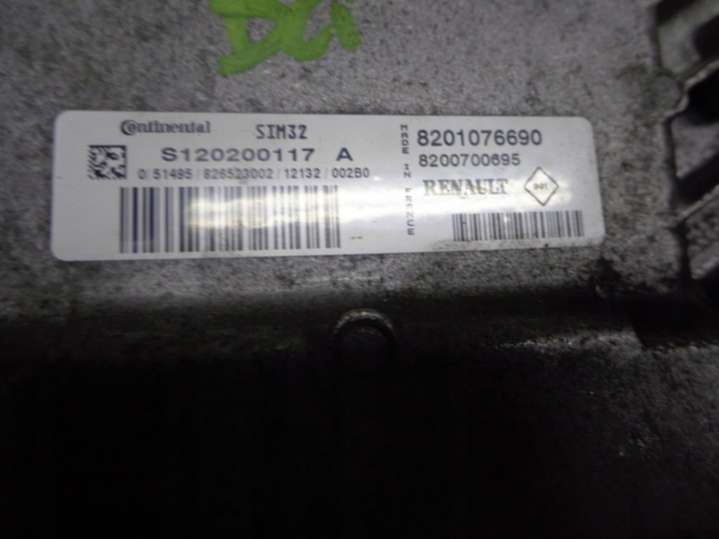 Continental SIM32
S120200117 A
0/51495/826523002/12132/002B0
MADE IN FRANCE
8201076690
8200700695
RENAULT